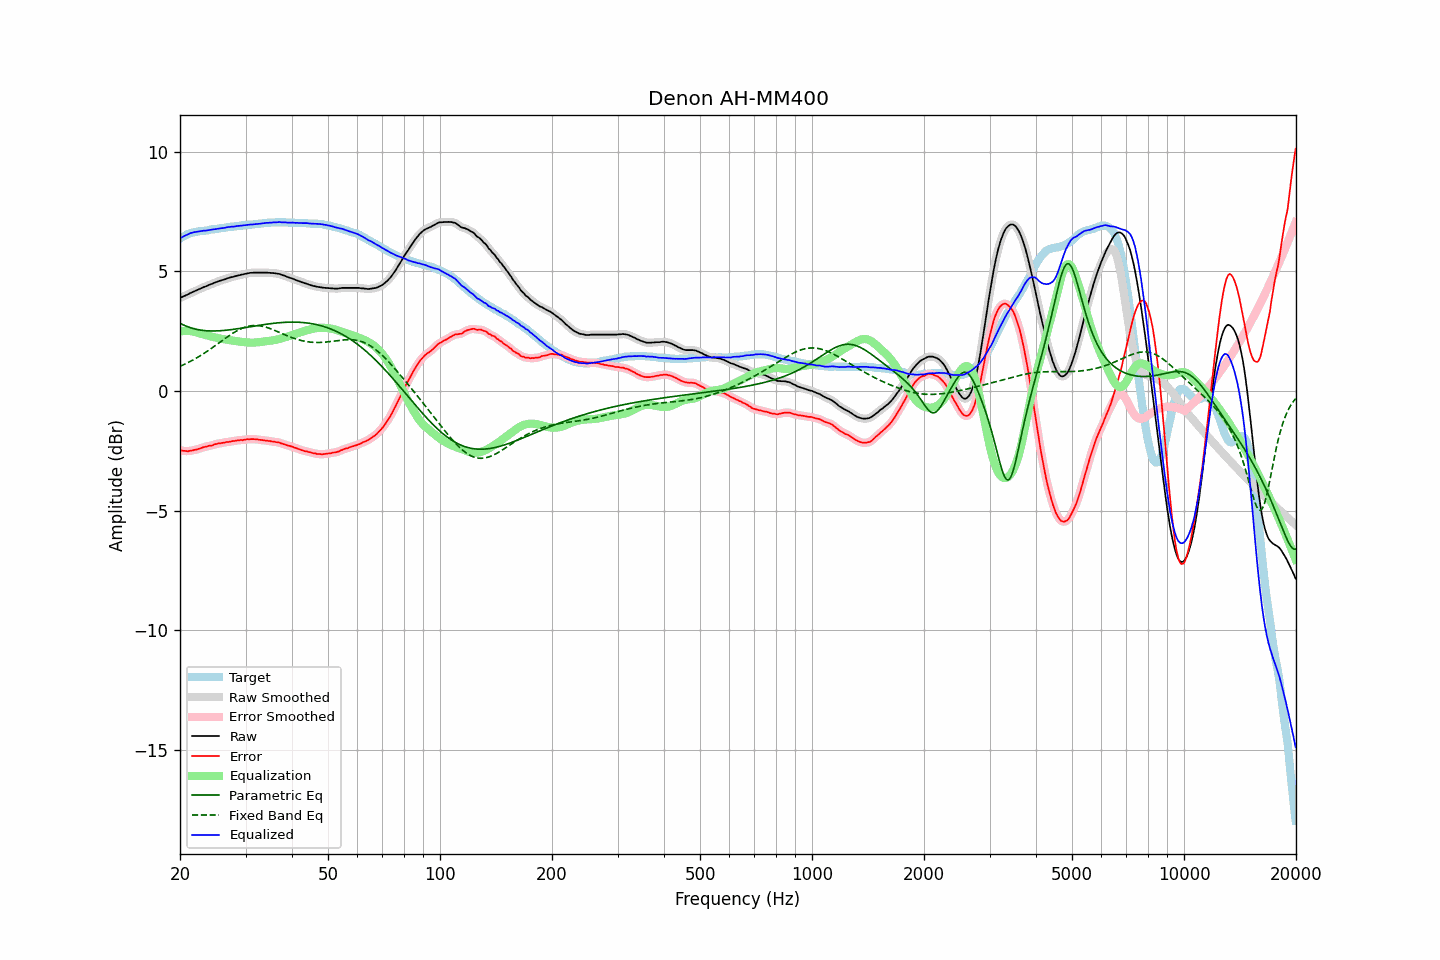 Denon AH-MM400
Amplitude (dBr)
10
5
0
−5
−10
−15
Target
Raw Smoothed
Error Smoothed
Raw
Error
Equalization
Parametric Eq
Fixed Band Eq
Equalized
20 50 100 200 500 1000 2000 5000 10000 20000
Frequency (Hz)